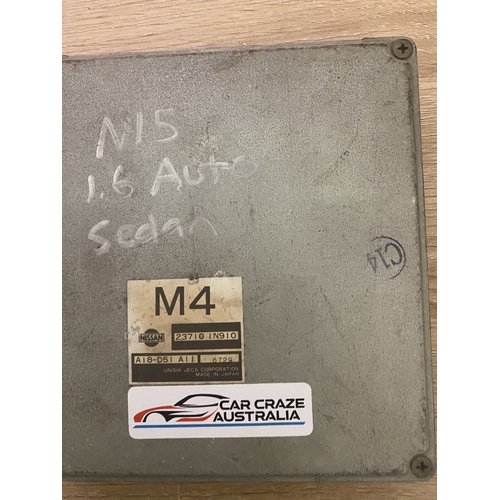 N15
1.6 Auto
Sedan
C14
M4
NISSAN 23710 1N910
A18-D51 A11 6729
UNISIA JECS CORPORATION
MADE IN JAPAN
CAR CRAZE
AUSTRALIA